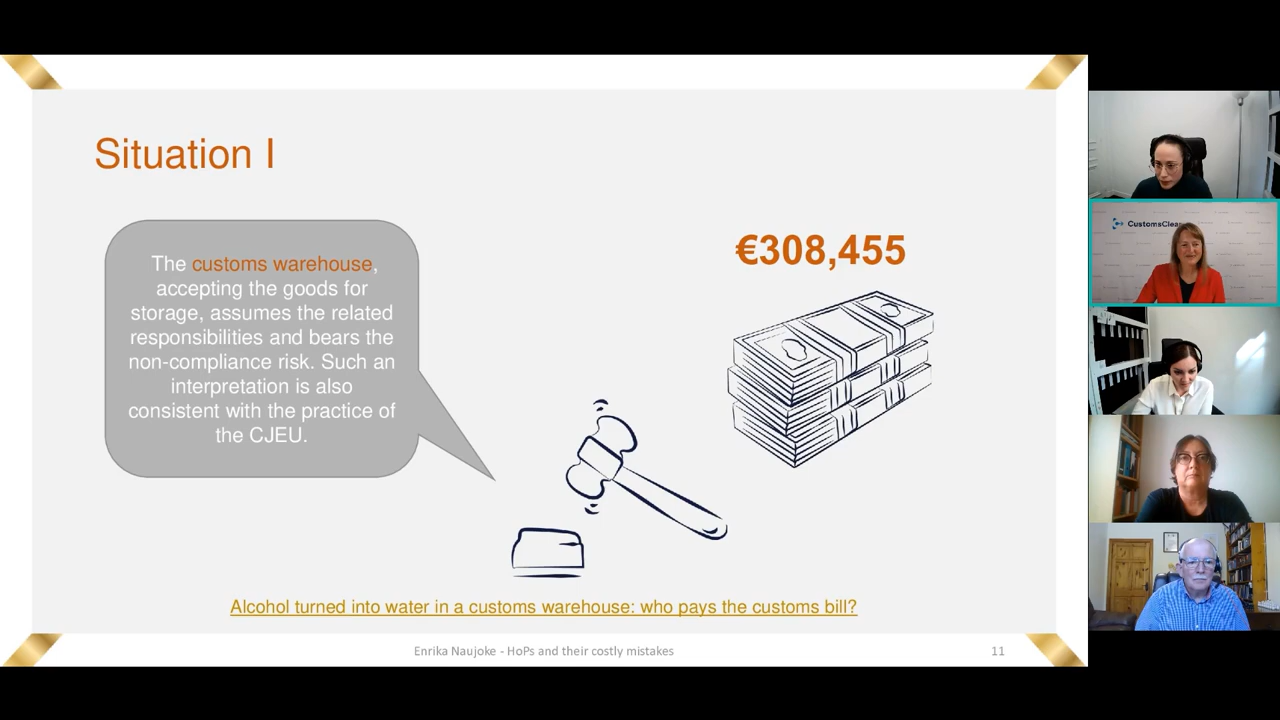 Situation I
The customs warehouse,
accepting the goods for
storage, assumes the related
responsibilities and bears the
non-compliance risk. Such an
interpretation is also
consistent with the practice of
the CJEU.
€308,455
Alcohol turned into water in a customs warehouse: who pays the customs bill?
Enrika Naujoke - HoPs and their costly mistakes
11